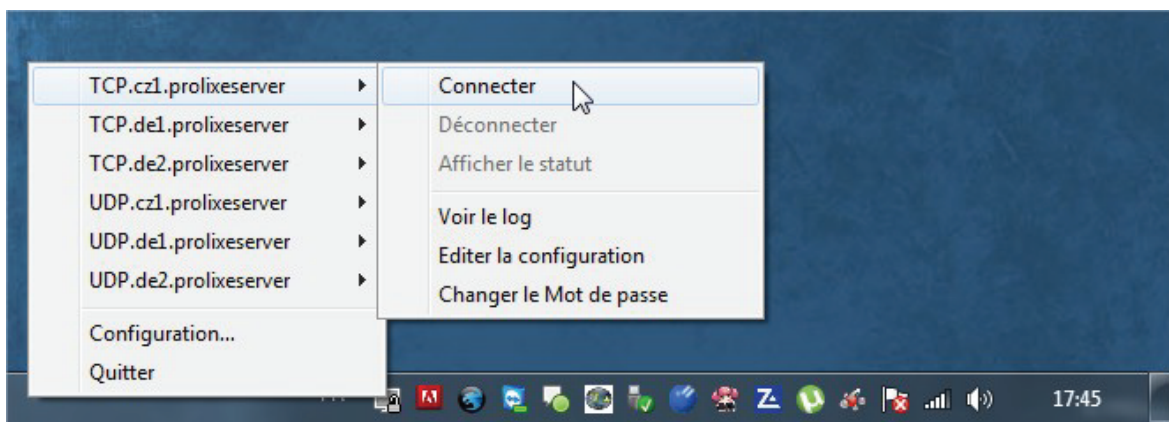 TCP.cz1.prolixeserver
TCP.de1.prolixeserver
TCP.de2.prolixeserver
UDP.cz1.prolixeserver
UDP.de1.prolixeserver
UDP.de2.prolixeserver
Configuration...
Quitter
Connecter
Déconnecter
Afficher le statut
Voir le log
Editer la configuration
Changer le Mot de passe
17:45